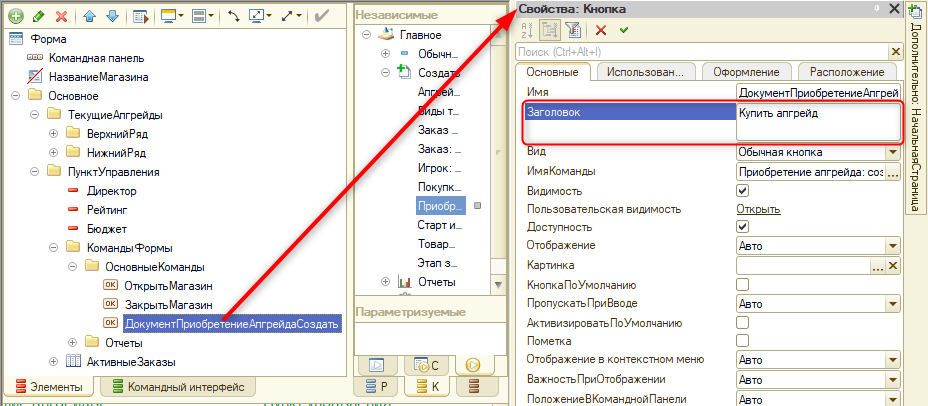 Форма
Командная панель
НазваниеМагазина
Основное
ТекущиеАпгрейды
ВерхнийРяд
НижнийРяд
ПунктУправления
Директор
Рейтинг
Бюджет
КомандыФормы
ОсновныеКоманды
OK ОткрытьМагазин
OK ЗакрытьМагазин
OK ДокументПриобретениеАпгрейдаСоздать
Отчеты
АктивныеЗаказы
Элементы
Командный интерфейс
Независимые
Главное
Обычн...
Создать
Апгрей...
Виды т...
Заказ ...
Заказ: ...
Игрок: ...
Покупк...
Приобр...
Старт и...
Товар...
Этап з...
Отчеты
Параметризуемые
С
Р
К
Свойства: Кнопка
Поиск (Ctrl+Alt+I)
Основные
Использован...
Оформление
Расположение
Имя ДокументПриобретениеАпгрей
Заголовок Купить апгрейд
Вид Обычная кнопка
ИмяКоманды Приобретение апгрейда: соз ...
Видимость
Пользовательская видимость Открыть
Доступность
Отображение Авто
Картинка ...
КнопкаПоУмолчанию
ПропускатьПриВводе Авто
АктивизироватьПоУмолчанию
Пометка
Отображение в контекстном меню Авто
ВажностьПриОтображении Авто
ПоложениеВКоманднойПанели Авто
Дополнительно: НачальнаяСтраница